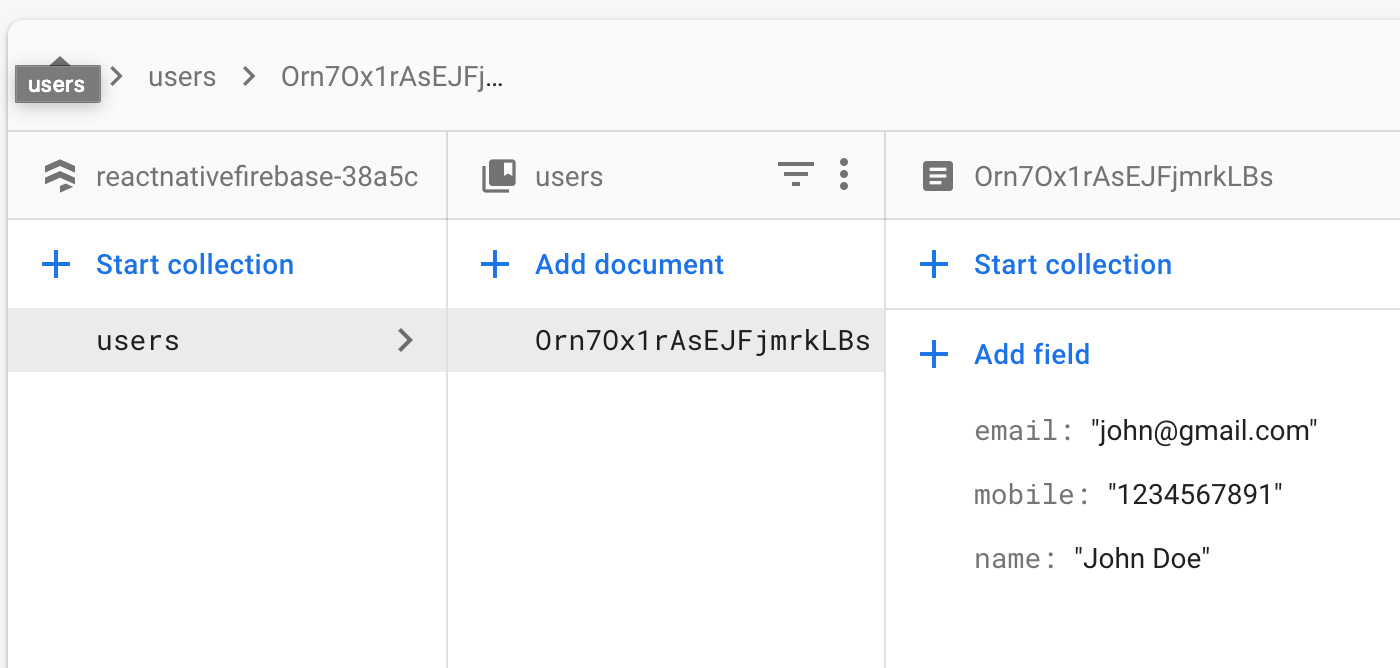 users
users
Orn7Ox1rAsEJFj...
reactnativefirebase-38a5c
users
Orn7Ox1rAsEJFjmrkLBs
Start collection
Add document
Start collection
users
Orn7Ox1rAsEJFjmrkLBs
Add field
email: "john@gmail.com"
mobile: "1234567891"
name: "John Doe"